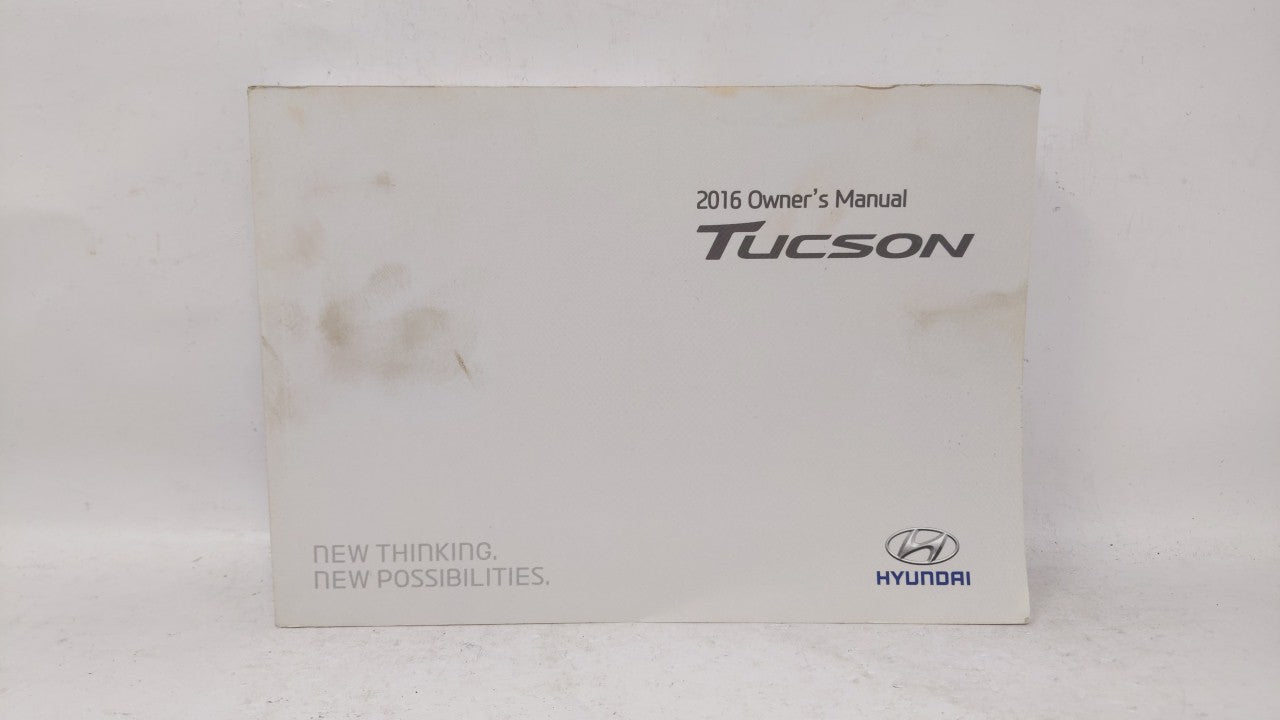 2016 Owner's Manual
TUCSON
NEW THINKING.
NEW POSSIBILITIES.
HYUNDAI